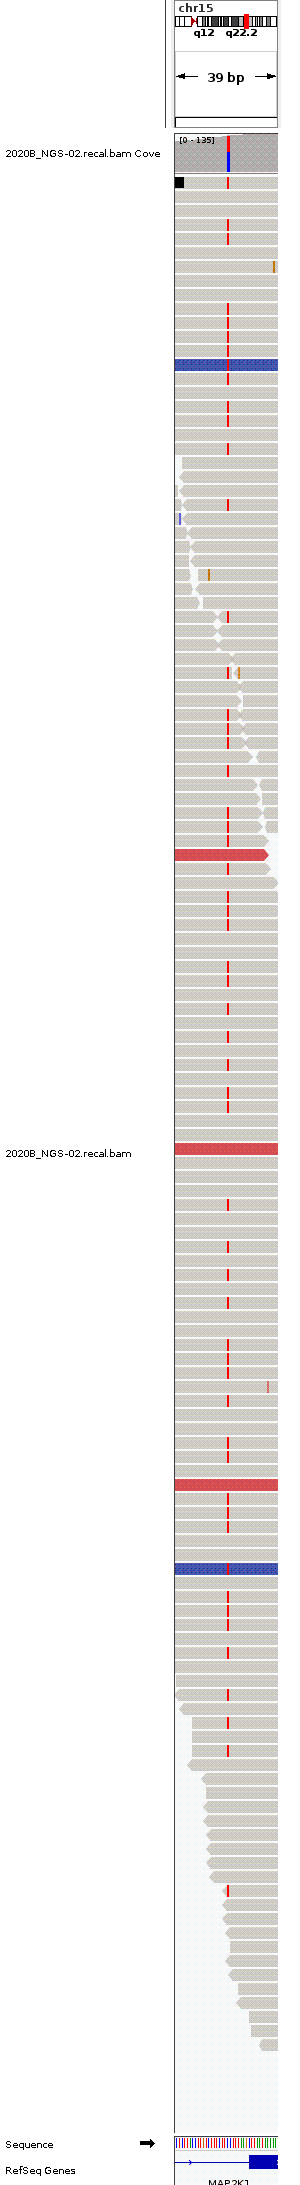 chr15
q12 q22.2
39 bp
[0 - 135]
2020B_NGS-02.recal.bam Cove
2020B_NGS-02.recal.bam
Sequence
RefSeq Genes
MAP2K1